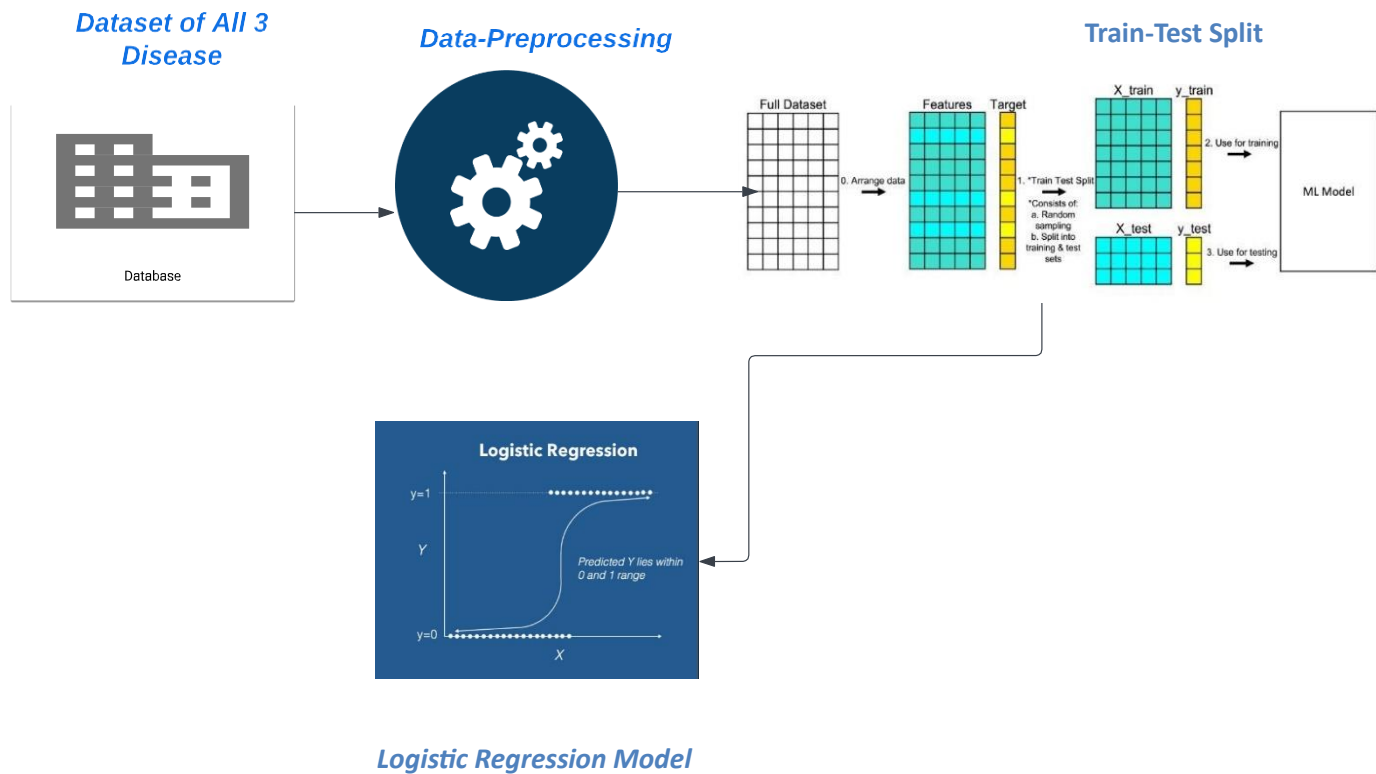 Dataset of All 3
Disease
Data-Preprocessing
Train-Test Split
Database
Full Dataset
Features
Target
X_train
y_train
0. Arrange data
1. *Train Test Split
*Consists of:
a. Random
sampling
b. Split into
training & test
sets
2. Use for training
X_test
y_test
3. Use for testing
ML Model
Logistic Regression
y=1
Y
Predicted Y lies within
0 and 1 range
y=0
X
Logistic Regression Model